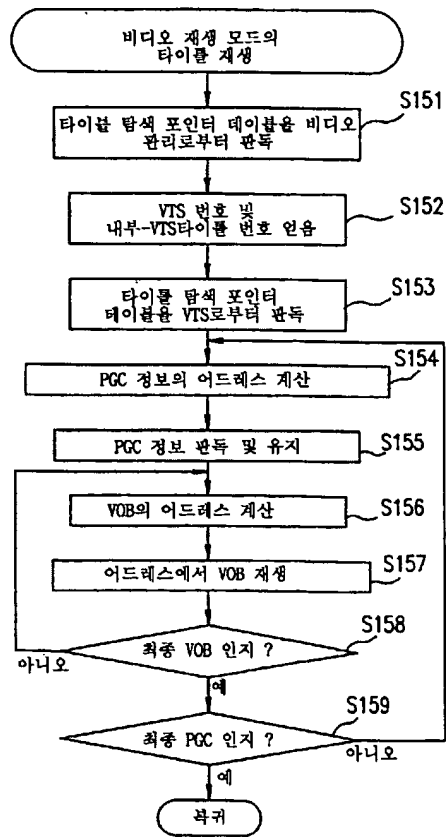 비디오 재생 모드의
타이틀 재생
S151
타이틀 탐색 포인터 테이블을 비디오
관리로부터 판독
S152
VTS 번호 및
내부-VTS타이틀 번호 얻음
S153
타이틀 탐색 포인터
테이블을 VTS로부터 판독
S154
PGC 정보의 어드레스 계산
S155
PGC 정보 판독 및 유지
S156
VOB의 어드레스 계산
S157
어드레스에서 VOB 재생
S158
최종 VOB 인지 ?
아니오
예
S159
최종 PGC 인지 ?
아니오
예
복귀